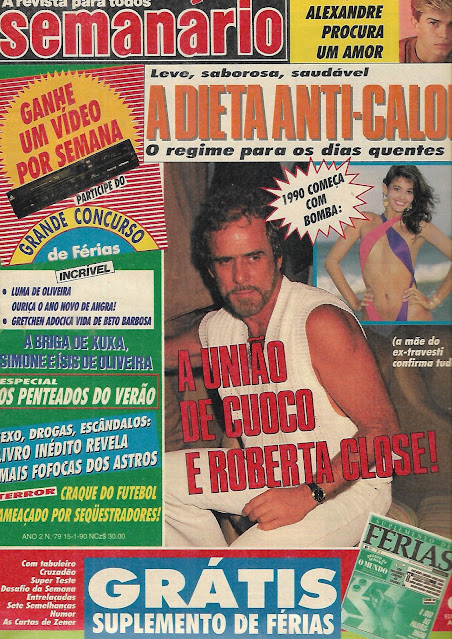 A revista para todos
semanário
ALEXANDRE
PROCURA
UM AMOR
Leve, saborosa, saudável
A DIETA ANTI-CALO
O regime para os dias quentes
GANHE
UM VÍDEO
POR SEMANA
PARTICIPE DO
GRANDE CONCURSO
de Férias
1990 COMEÇA
COM
BOMBA:
INCRÍVEL
• LUMA DE OLIVEIRA
OURIÇA O ANO NOVO DE ANGRA!
• GRETCHEN ADOCICA VIDA DE BETO BARBOSA
A BRIGA DE XUXA,
SIMONE E ÍSIS DE OLIVEIRA
ESPECIAL
OS PENTEADOS DO VERÃO
(a mãe do
ex-travesti
confirma tud
A UNIÃO
DE CUOCO
E ROBERTA CLOSE!
EXO, DROGAS, ESCÂNDALOS:
LIVRO INÉDITO REVELA
MAIS FOFOCAS DOS ASTROS
TERROR CRAQUE DO FUTEBOL
AMEAÇADO POR SEQÜESTRADORES!
ANO 2 N.º 79 15-1-90 NCz$ 30.00
Com tabuleiro
Cruzadão
Super Teste
Desafio da Semana
Entrelaçadas
Sete Semelhanças
Humor
As Cartas de Zener
GRÁTIS
SUPLEMENTO DE FÉRIAS
FÉRIAS
O MUNDO